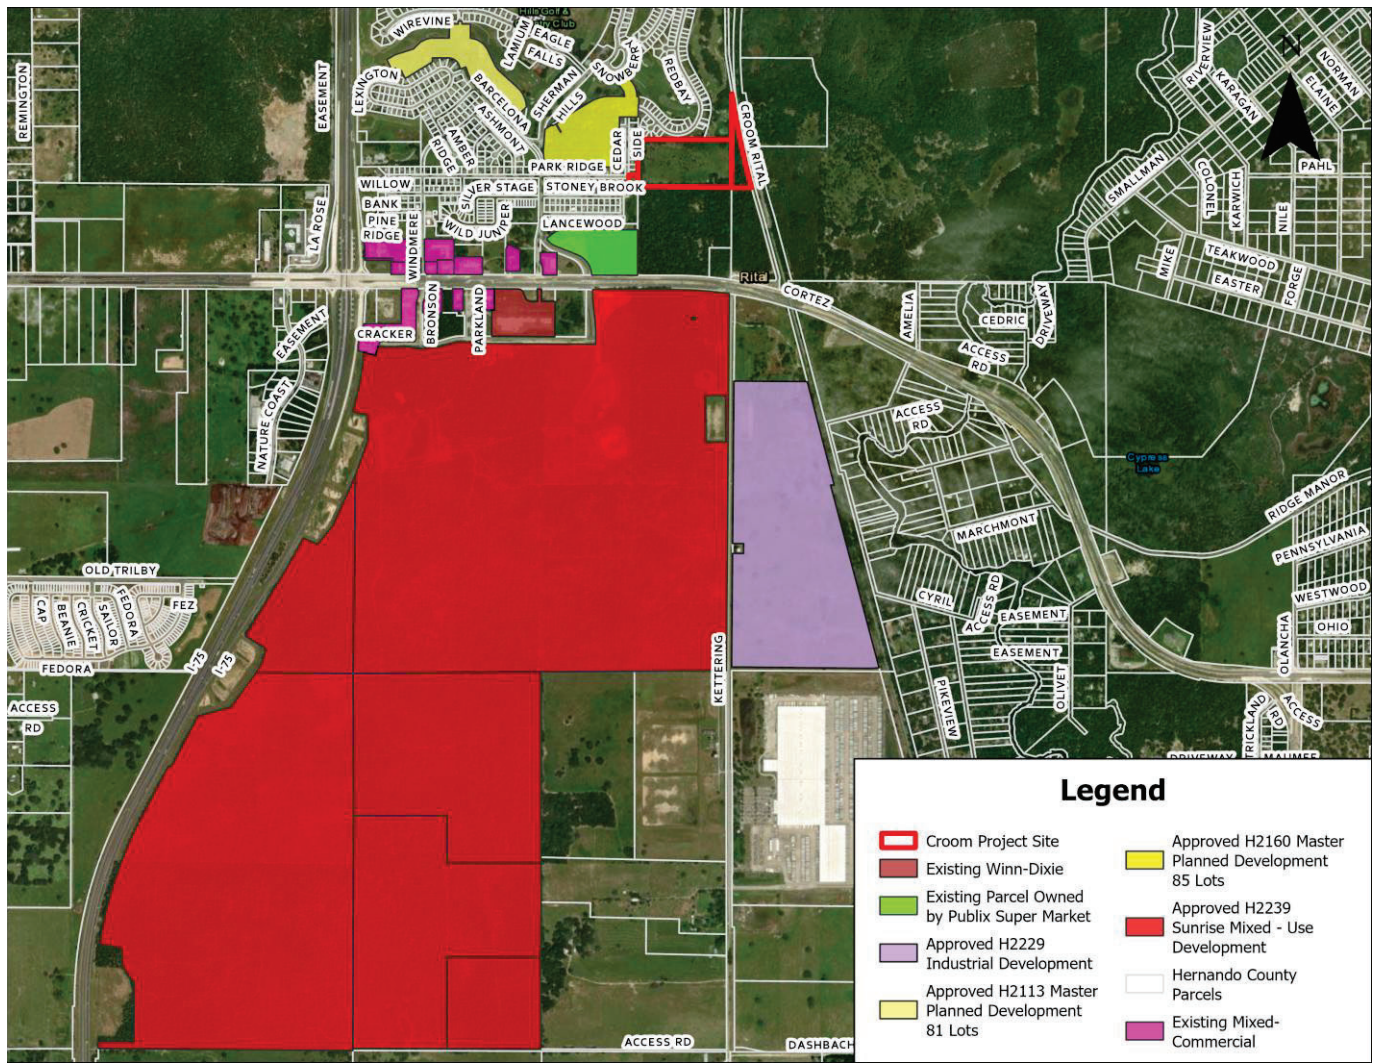 Hills Golf &
Country Club
WIREVINE
LAMIUM
EAGLE
FALLS
SNOWBERRY
REDBAY
LEXINGTON
BARCELONA
ASHMONT
SHERMAN
HILLS
AMBER
RIDGE
CEDAR
SIDE
CROOM RITAL
REMINGTON
EASEMENT
PARK RIDGE
WILLOW
SILVER STAGE
STONEY BROOK
BANK
PINE
RIDGE
WILD JUNIPER
LANCEWOOD
LA ROSE
WINDMERE
N
RIVERVIEW
NORMAN
KARAGAN
ELAINE
SMALLMAN
COLONEL
KARWICH
NILE
PAHL
MIKE
TEAKWOOD
EASTER
FORGE
Rital
CORTEZ
AMELIA
CEDRIC
DRIVEWAY
ACCESS
RD
EASEMENT
CRACKER
BRONSON
PARKLAND
NATURE COAST
ACCESS
RD
Cypress
Lake
RIDGE MANOR
MARCHMONT
PENNSYLVANIA
WESTWOOD
OHIO
OLANCHA
CYRIL
ACCESS RD
EASEMENT
EASEMENT
OLIVET
PIKEVIEW
OLD TRILBY
CAP
BEANIE
CRICKET
SAILOR
FEDORA
FEZ
FEDORA
I-75
I-75
KETTERING
ACCESS
RD
STRICKLAND
ACCESS
RD
DRIVEWAY
MAUMEE
ACCESS RD
DASHBACH
Legend
Croom Project Site
Existing Winn-Dixie
Existing Parcel Owned
by Publix Super Market
Approved H2229
Industrial Development
Approved H2113 Master
Planned Development
81 Lots
Approved H2160 Master
Planned Development
85 Lots
Approved H2239
Sunrise Mixed - Use
Development
Hernando County
Parcels
Existing Mixed-
Commercial